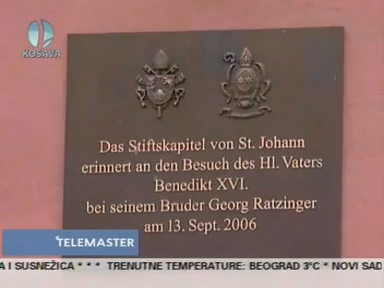 KOSAVA
Das Stiftskapitel von St. Johann
erinnert an den Besuch des Hl. Vaters
Benedikt XVI.
bei seinem Bruder Georg Ratzinger
am 13. Sept. 2006
TELEMASTER
A I SUSNEŽICA * * * TRENUTNE TEMPERATURE: BEOGRAD 3°C * NOVI SAD